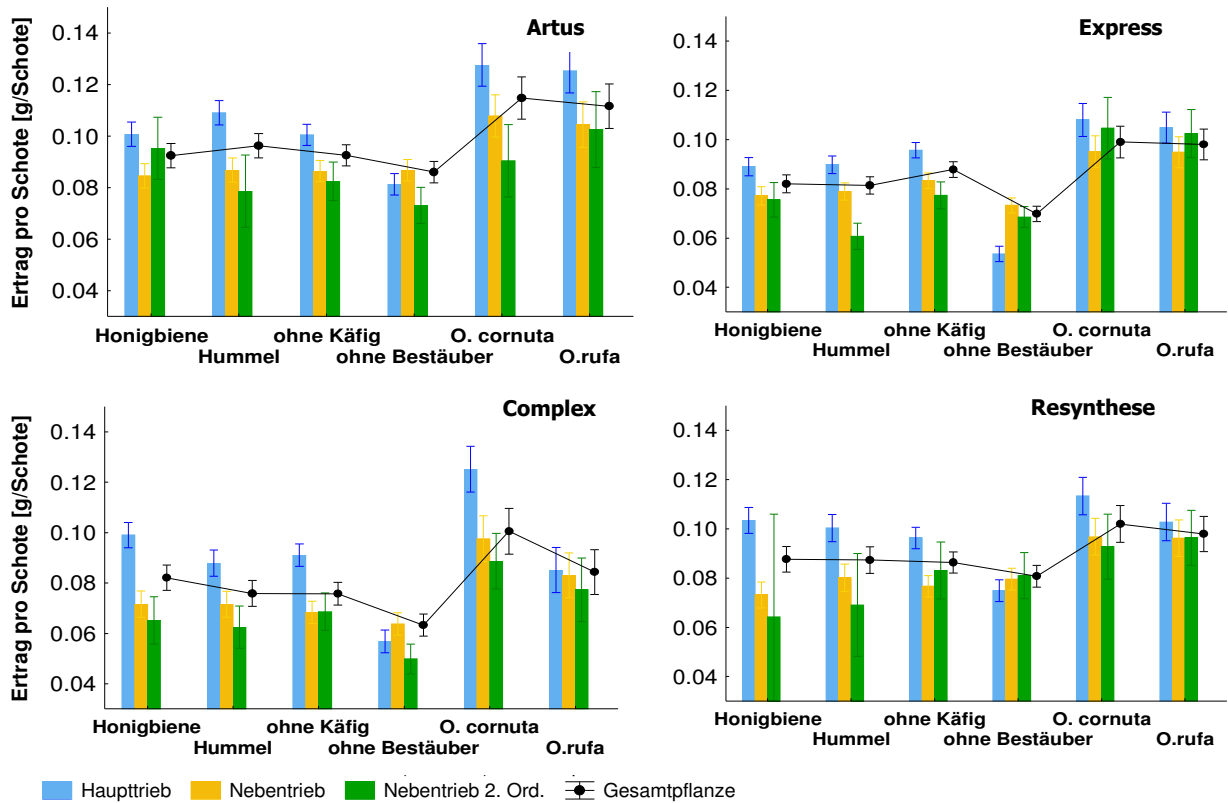 Artus
Ertrag pro Schote [g/Schote]
0.14
0.12
0.10
0.08
0.06
0.04
Honigbiene
Hummel
ohne Käfig
ohne Bestäuber
O. cornuta
O.rufa
Express
0.14
0.12
0.10
0.08
0.06
0.04
Honigbiene
Hummel
ohne Käfig
ohne Bestäuber
O. cornuta
O.rufa
Complex
Ertrag pro Schote [g/Schote]
0.14
0.12
0.10
0.08
0.06
0.04
Honigbiene
Hummel
ohne Käfig
ohne Bestäuber
O. cornuta
O.rufa
Resynthese
0.14
0.12
0.10
0.08
0.06
0.04
Honigbiene
Hummel
ohne Käfig
ohne Bestäuber
O. cornuta
O.rufa
Haupttrieb Nebentrieb Nebentrieb 2. Ord. Gesamtpflanze